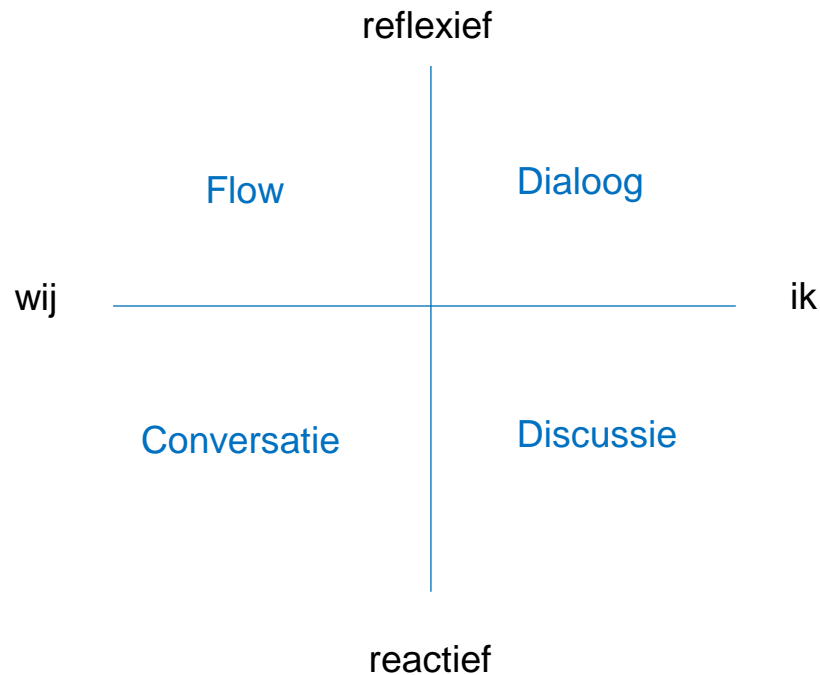 reflexief
Flow
Dialoog
wij
ik
Conversatie
Discussie
reactief